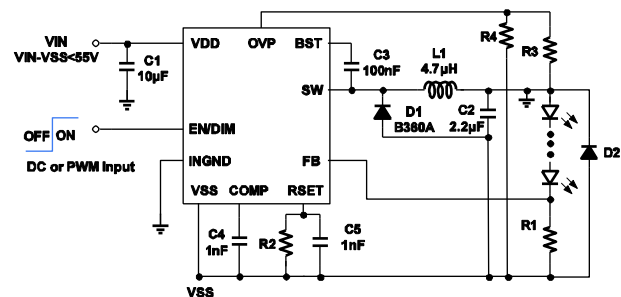 VIN
VIN-VSS<55V
C1
10µF
VDD
OVP
BST
C3
100nF
L1
4.7µH
R4
R3
SW
D1
B360A
C2
2.2µF
OFF
ON
EN/DIM
DC or PWM Input
INGND
FB
D2
VSS
COMP
RSET
C4
1nF
R2
C5
1nF
R1
VSS